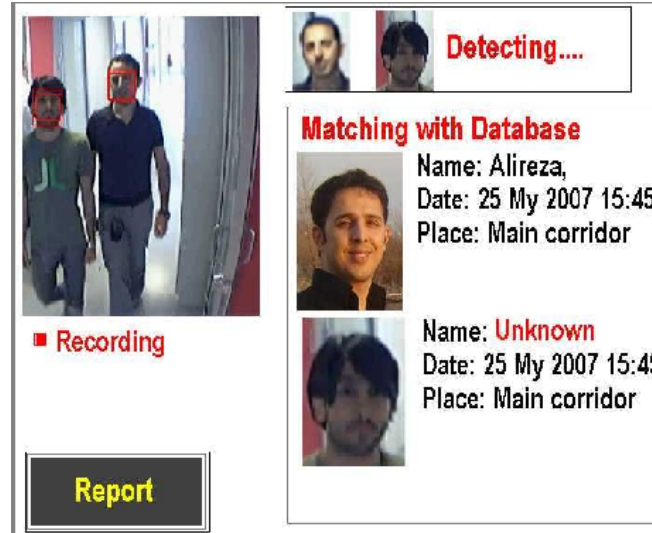 Detecting....
Matching with Database
Name: Alireza,
Date: 25 My 2007 15:45
Place: Main corridor
Name: Unknown
Date: 25 My 2007 15:45
Place: Main corridor
Recording
Report